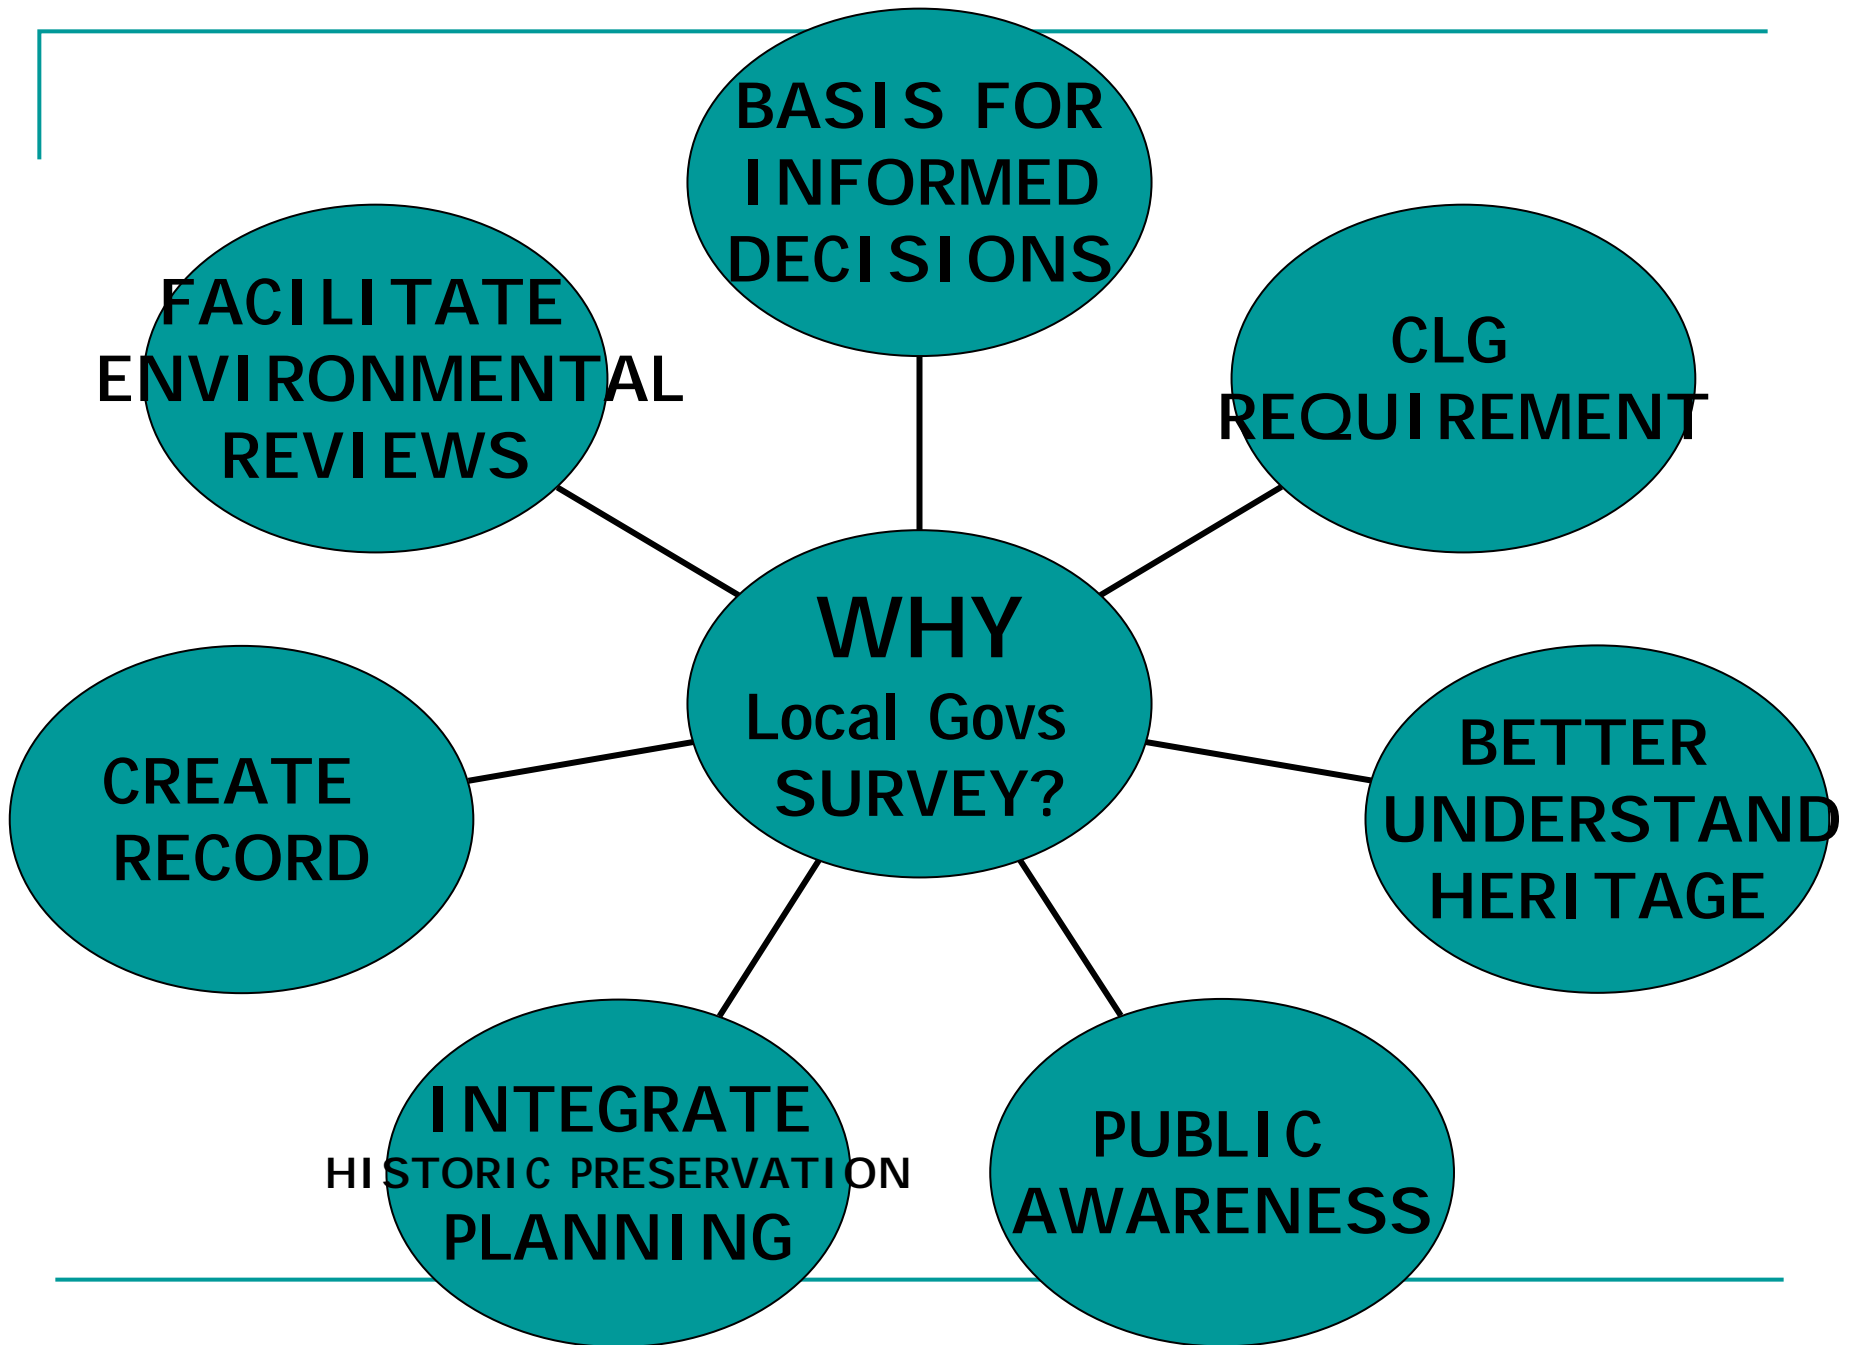 BASIS FOR
INFORMED
DECISIONS
FACILITATE
ENVIRONMENTAL
REVIEWS
CLG
REQUIREMENT
WHY
Local Govs
SURVEY?
CREATE
RECORD
BETTER
UNDERSTAND
HERITAGE
INTEGRATE
HISTORIC PRESERVATION
PLANNING
PUBLIC
AWARENESS